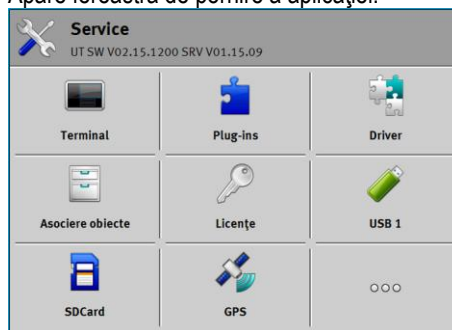 Apare fereastra de pornire a aplicației.
Service
UT SW V02.15.1200 SRV V01.15.09
Terminal
Plug-ins
Driver
Asociere obiecte
Licențe
USB 1
SDCard
GPS